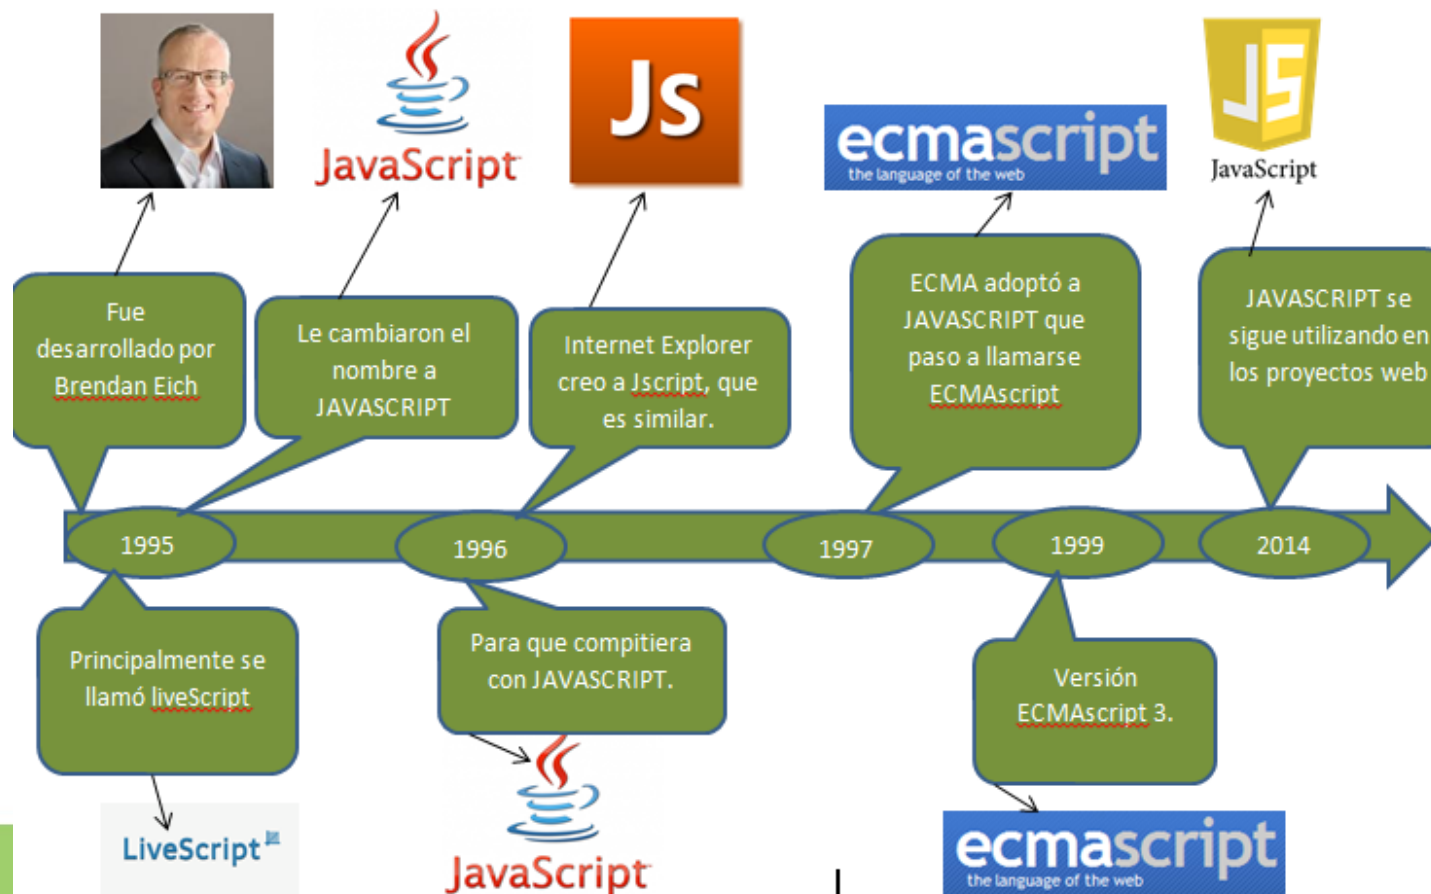 JavaScript
Js
ecmascript
the language of the web
JS
JavaScript
Fue
desarrollado por
Brendan Eich
Le cambiaron el
nombre a
JAVASCRIPT
Internet Explorer
creo a Jscript, que
es similar.
ECMA adoptó a
JAVASCRIPT que
paso a llamarse
ECMAscript
JAVASCRIPT se
sigue utilizando en
los proyectos web
1995
1996
1997
1999
2014
Principalmente se
llamó liveScript
Para que compitiera
con JAVASCRIPT.
Versión
ECMAscript 3.
LiveScript
JavaScript
ecmascript
the language of the web